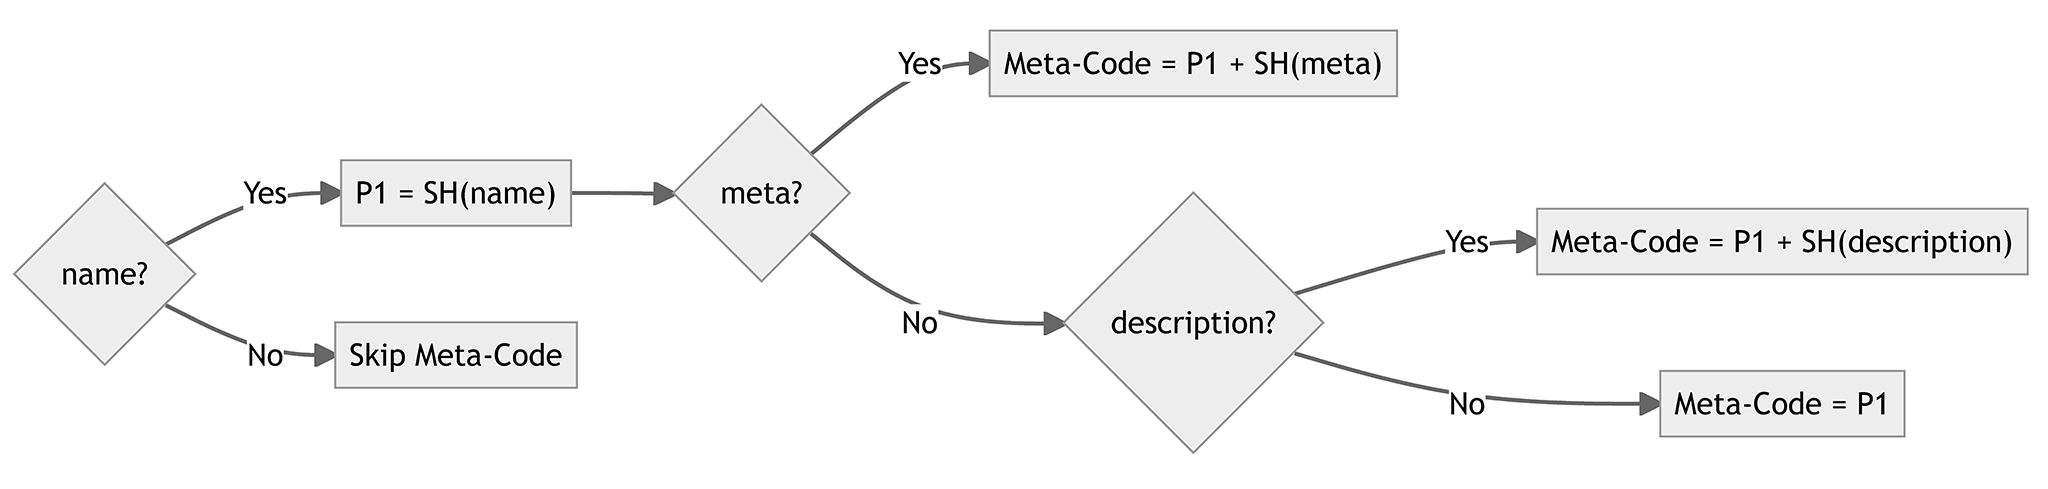 name?
Yes
P1 = SH(name)
No
Skip Meta-Code
meta?
Yes
Meta-Code = P1 + SH(meta)
No
description?
Yes
Meta-Code = P1 + SH(description)
No
Meta-Code = P1